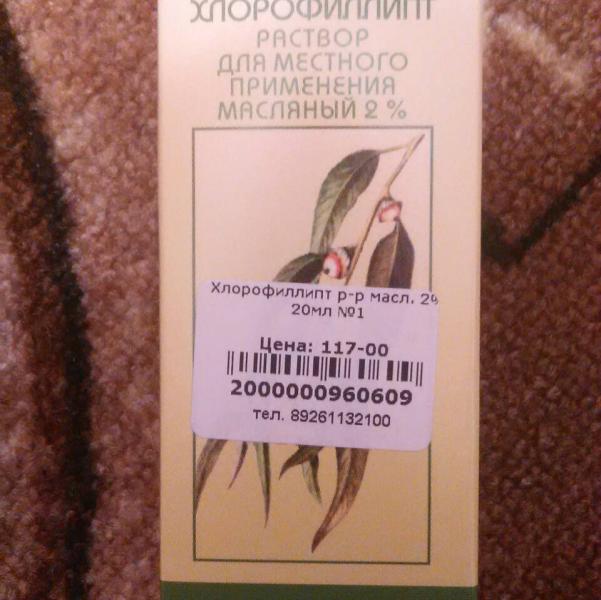 ХЛОРОФИЛЛИПТ
РАСТВОР
ДЛЯ МЕСТНОГО
ПРИМЕНЕНИЯ
МАСЛЯНЫЙ 2 %
Хлорофиллипт р-р масл. 2%
20мл №1
Цена: 117-00
2000000960609
тел. 89261132100